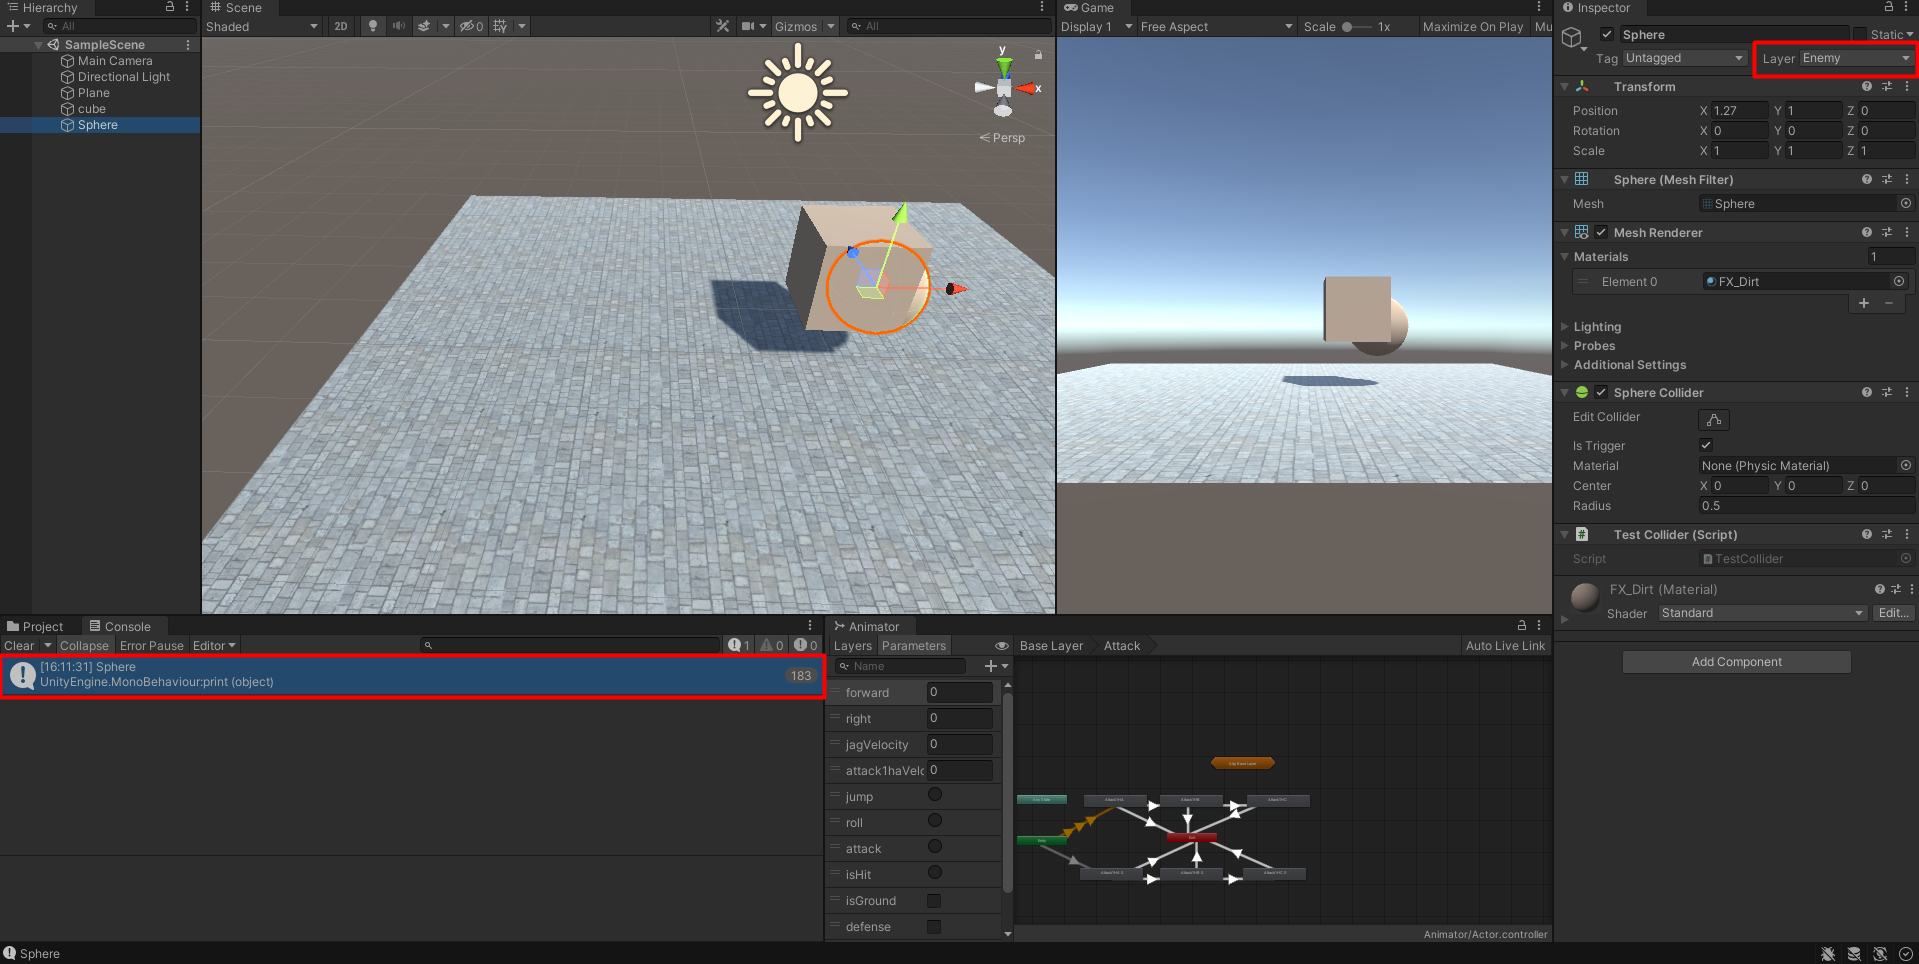 Hierarchy
All
SampleScene
Main Camera
Directional Light
Plane
cube
Sphere
Scene
Shaded
2D
0
Gizmos
All
y
x
Persp
Game
Display 1
Free Aspect
Scale
1x
Maximize On Play
Mu
Inspector
Sphere
Static
Tag
Untagged
Layer
Enemy
Transform
Position X 1.27 Y 1 Z 0
Rotation X 0 Y 0 Z 0
Scale X 1 Y 1 Z 1
Sphere (Mesh Filter)
Mesh Sphere
Mesh Renderer
Materials 1
Element 0 FX_Dirt
Lighting
Probes
Additional Settings
Sphere Collider
Edit Collider
Is Trigger
Material None (Physic Material)
Center X 0 Y 0 Z 0
Radius 0.5
Test Collider (Script)
Script TestCollider
FX_Dirt (Material)
Shader Standard Edit...
Add Component
Project
Console
Clear
Collapse
Error Pause
Editor
1
0
0
[16:11:31] Sphere
UnityEngine.MonoBehaviour:print (object)
183
Animator
Layers
Parameters
Base Layer
Attack
Auto Live Link
Name
forward 0
right 0
jagVelocity 0
attack1haVelo 0
jump
roll
attack
isHit
isGround
defense
Animator/Actor.controller
Sphere